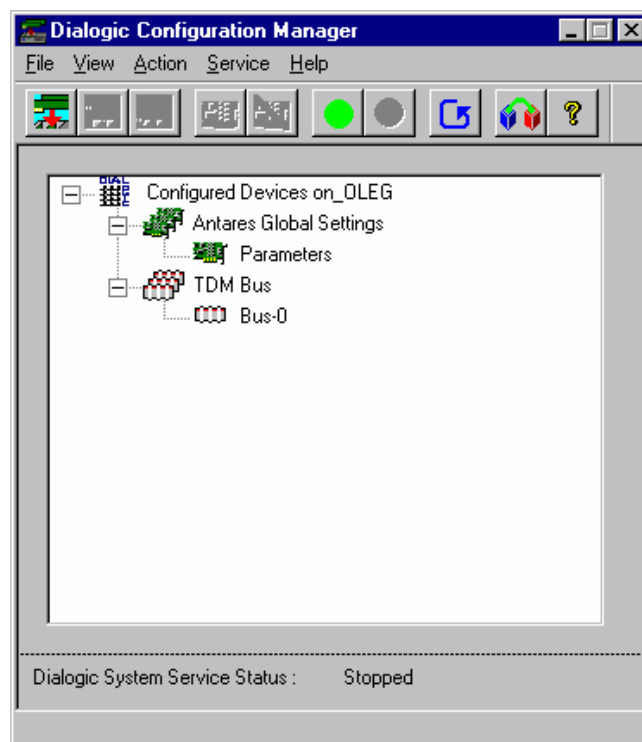 Dialogic Configuration Manager
File View Action Service Help
DIAL
Configured Devices on_OLEG
Antares Global Settings
Parameters
TDM Bus
Bus-0
Dialogic System Service Status : Stopped